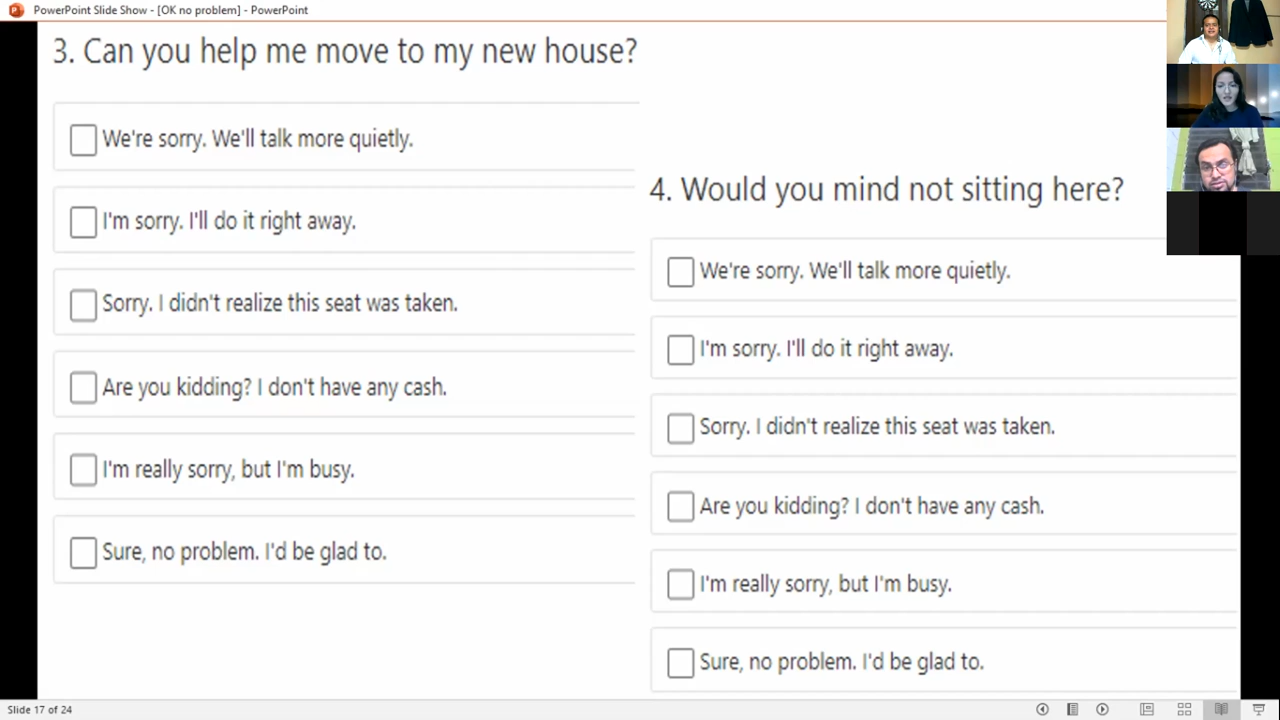 PowerPoint Slide Show - [OK no problem] - PowerPoint
3. Can you help me move to my new house?
We're sorry. We'll talk more quietly.
I'm sorry. I'll do it right away.
Sorry. I didn't realize this seat was taken.
Are you kidding? I don't have any cash.
I'm really sorry, but I'm busy.
Sure, no problem. I'd be glad to.
4. Would you mind not sitting here?
We're sorry. We'll talk more quietly.
I'm sorry. I'll do it right away.
Sorry. I didn't realize this seat was taken.
Are you kidding? I don't have any cash.
I'm really sorry, but I'm busy.
Sure, no problem. I'd be glad to.
Slide 17 of 24